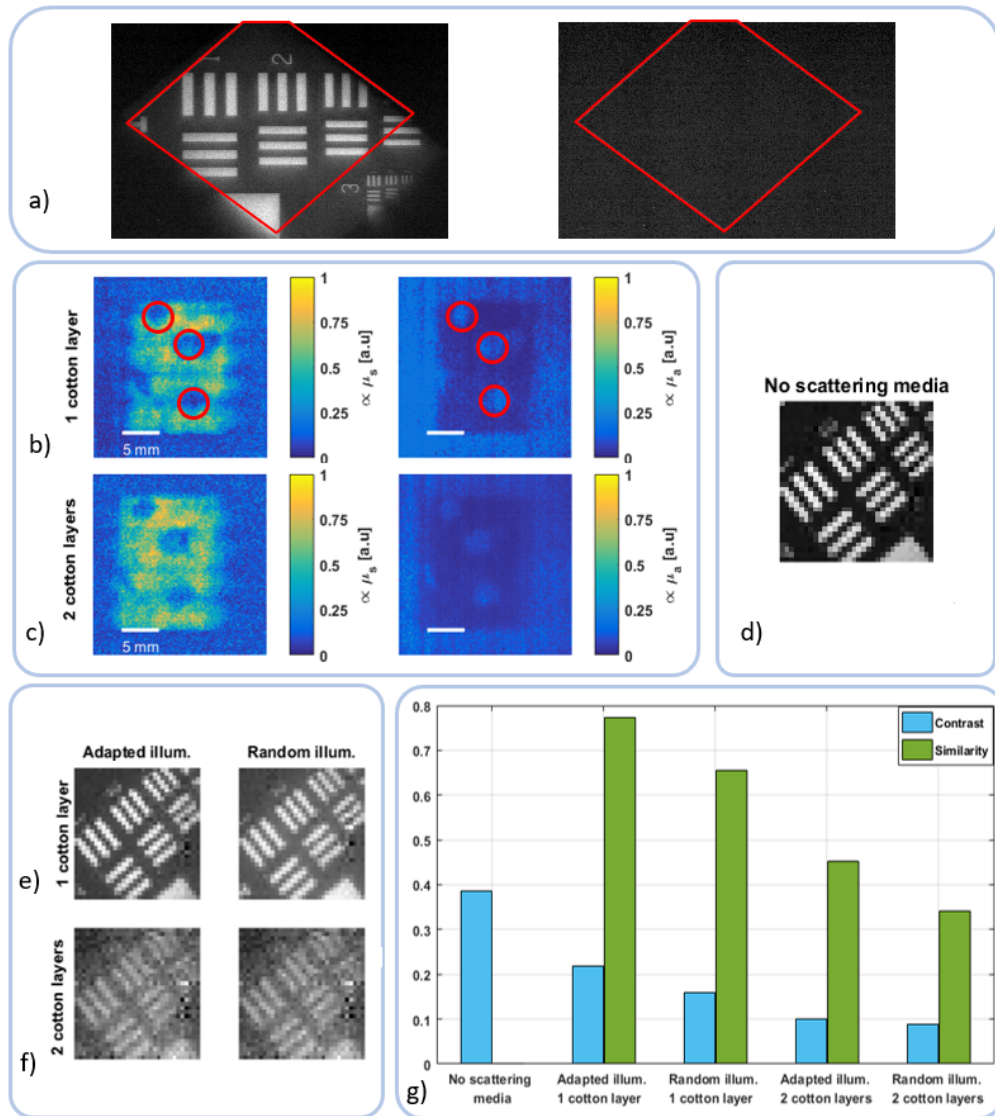 1
2
3
a)
1 cotton layer
1
0.75
0.5
0.25
0
∝ μs [a.u]
1
0.75
0.5
0.25
0
∝ μa [a.u]
5 mm
b)
2 cotton layers
1
0.75
0.5
0.25
0
∝ μs [a.u]
1
0.75
0.5
0.25
0
∝ μa [a.u]
5 mm
c)
No scattering media
d)
Adapted illum.
Random illum.
1 cotton layer
e)
2 cotton layers
f)
0.8
0.7
0.6
0.5
0.4
0.3
0.2
0.1
0
Contrast
Similarity
No scattering
media
Adapted illum.
1 cotton layer
Random illum.
1 cotton layer
Adapted illum.
2 cotton layers
Random illum.
2 cotton layers
g)